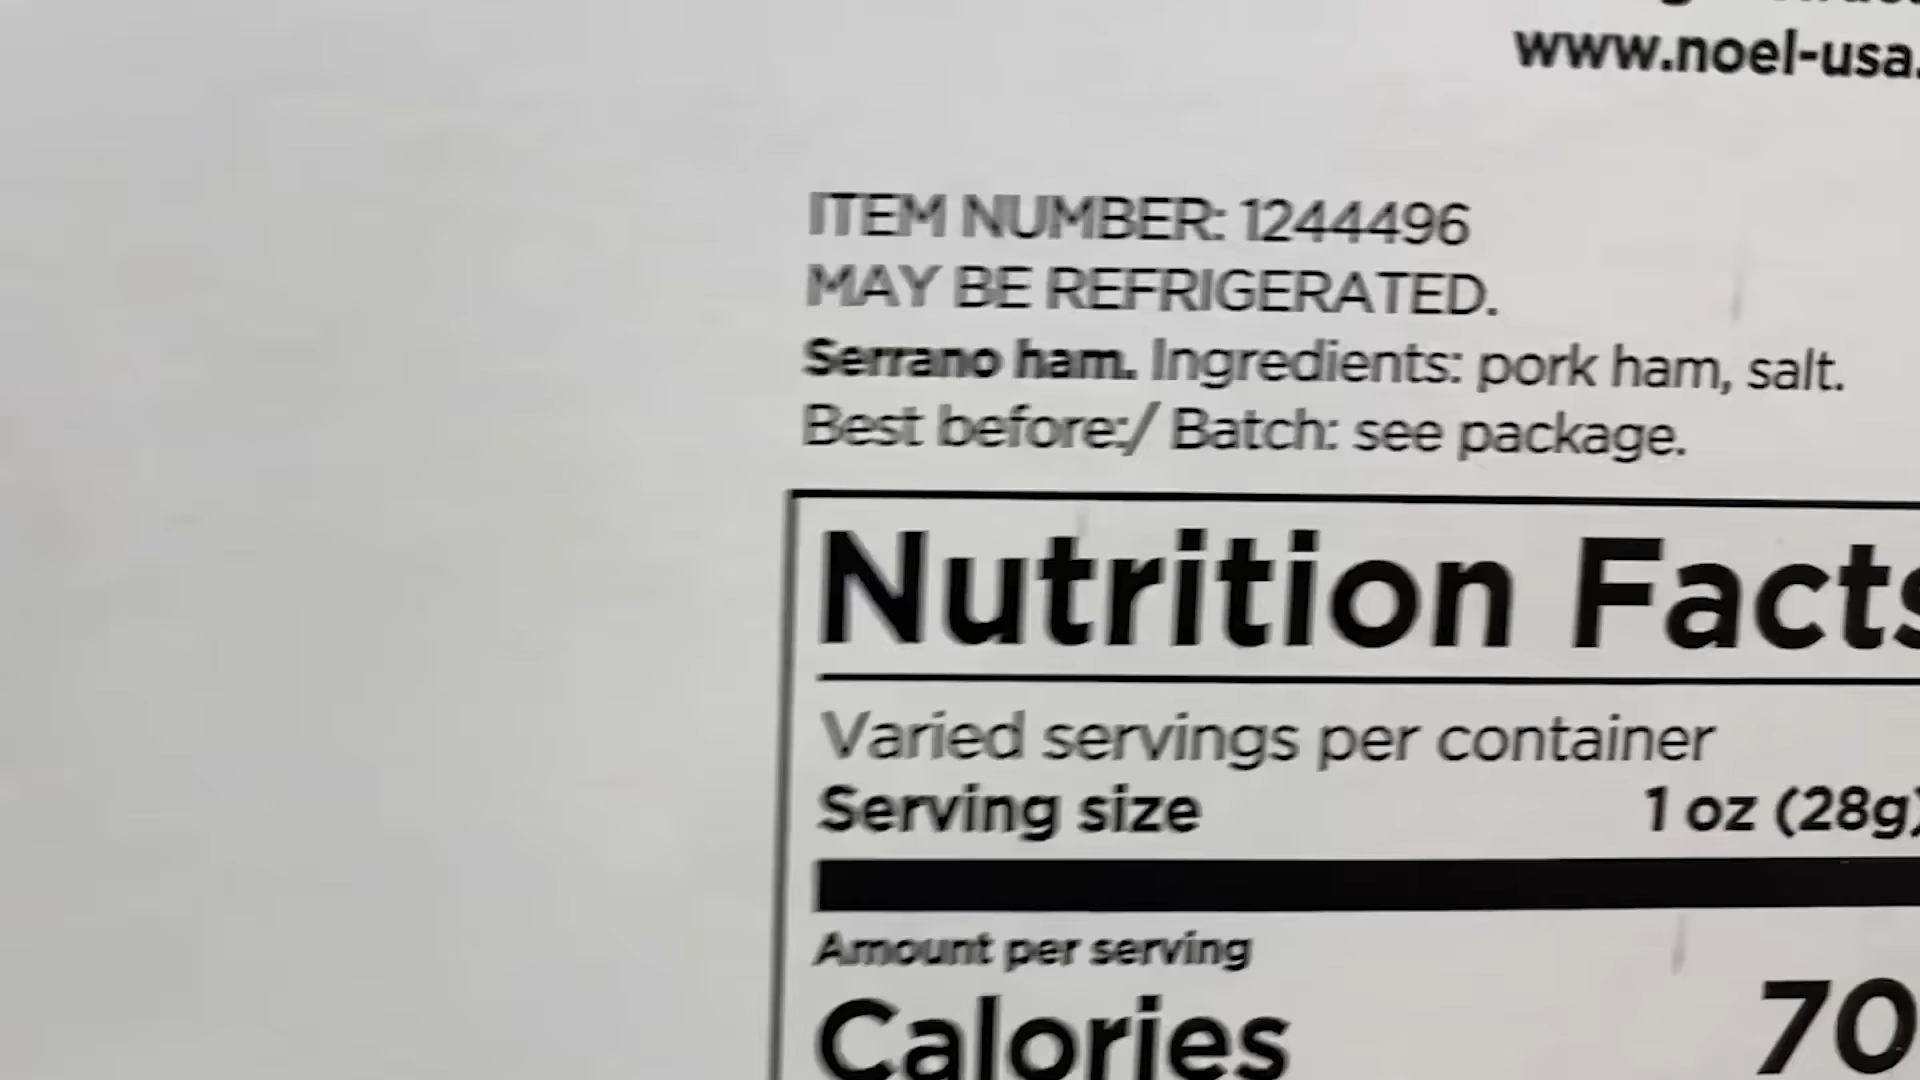 www.noel-usa.
ITEM NUMBER: 1244496
MAY BE REFRIGERATED.
Serrano ham. Ingredients: pork ham, salt.
Best before:/ Batch: see package.
Nutrition Facts
Varied servings per container
Serving size 1 oz (28g)
Amount per serving
Calories 70